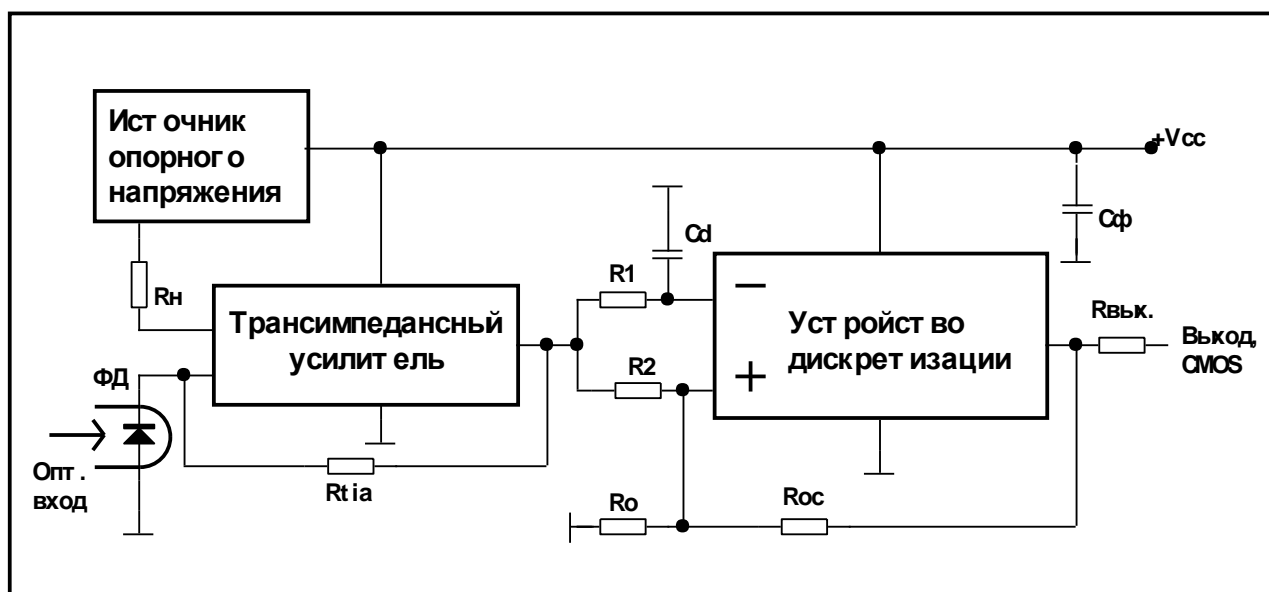 Источник
опорного
напряжения
+Vcc
Cф
Cd
R1
Rн
Трансимпедансный
усилитель
−
+
Устройство
дискретизации
Rвых.
Выход,
CMOS
R2
ФД
Опт.
вход
Rtia
Ro
Roc